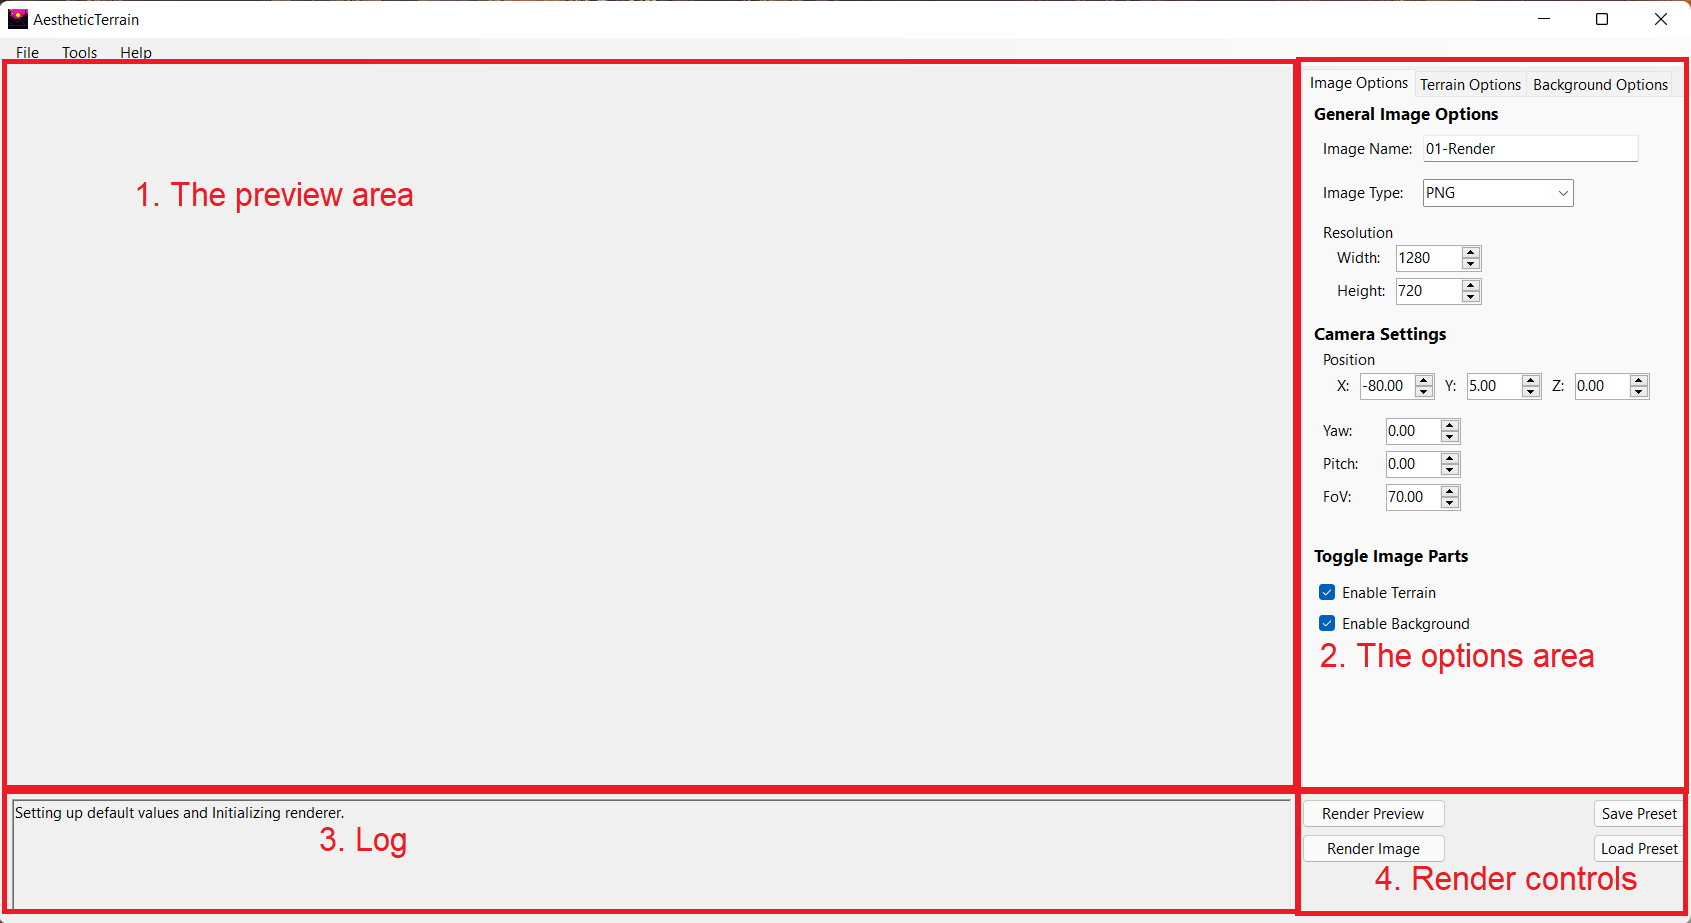 AestheticTerrain
File Tools Help
1. The preview area
Image Options Terrain Options Background Options
General Image Options
Image Name: 01-Render
Image Type: PNG
Resolution
Width: 1280
Height: 720
Camera Settings
Position
X: -80.00 Y: 5.00 Z: 0.00
Yaw: 0.00
Pitch: 0.00
FoV: 70.00
Toggle Image Parts
Enable Terrain
Enable Background
2. The options area
Setting up default values and Initializing renderer.
3. Log
Render Preview Save Preset
Render Image Load Preset
4. Render controls